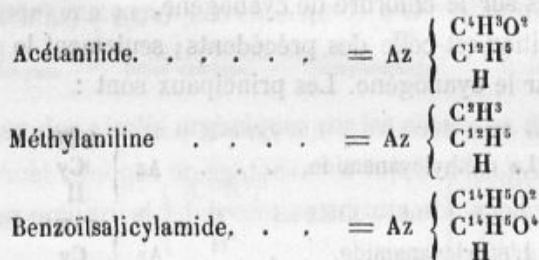 C⁴H³O²
Acétanilide. . . . . = Az { C¹²H⁵
H
C²H³
Méthylaniline . . . . = Az { C¹²H⁵
H
C¹⁴H⁵O²
Benzoïlsalicylamide. . . = Az { C¹⁴H⁵O⁴
H